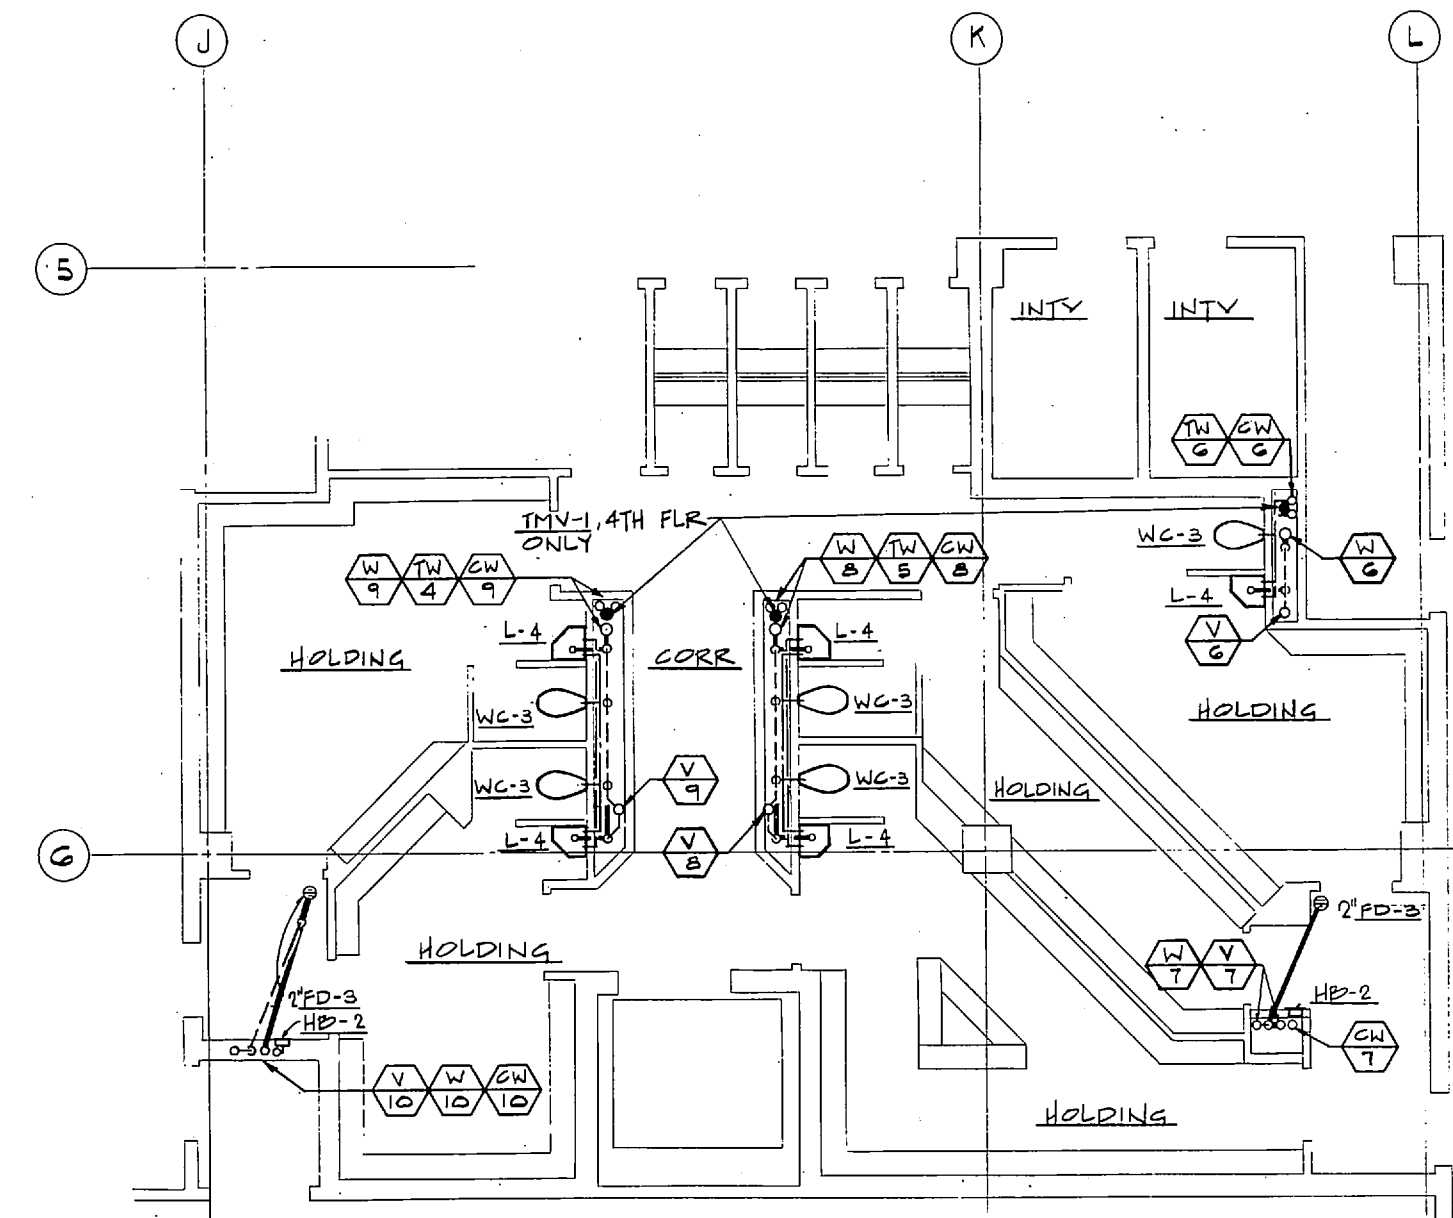 J
K
L
5
INTV
INTV
TW
6
CW
6
TMV-1, 4TH FLR
ONLY
WC-3
W
9
TW
4
CW
9
W
8
TW
5
CW
8
W
6
L-4
L-4
L-4
V
6
HOLDING
CORR
WC-3
WC-3
HOLDING
WC-3
WC-3
V
9
HOLDING
L-4
L-4
6
V
8
2"FD-3
HOLDING
W
7
V
7
2"FD-3
HB-2
HB-2
CW
7
V
10
W
10
CW
10
HOLDING